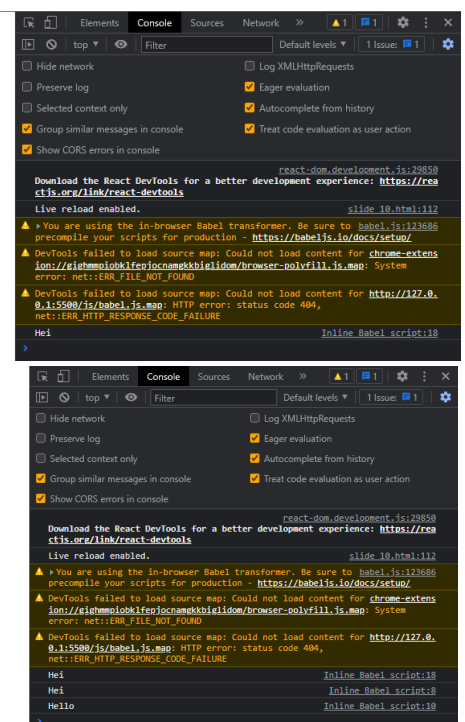 Elements Console Sources Network » 1 1
top ▼ Filter Default levels ▼ 1 Issue: 1
Hide network Log XMLHttpRequests
Preserve log Eager evaluation
Selected context only Autocomplete from history
Group similar messages in console Treat code evaluation as user action
Show CORS errors in console
react-dom.development.js:29850
Download the React DevTools for a better development experience: https://rea
ctjs.org/link/react-devtools
Live reload enabled. slide 10.html:112
You are using the in-browser Babel transformer. Be sure to babel.js:123686
precompile your scripts for production - https://babeljs.io/docs/setup/
DevTools failed to load source map: Could not load content for chrome-extens
ion://gighmmpiobklfepjocnamgkkbiglidom/browser-polyfill.js.map: System
error: net::ERR_FILE_NOT_FOUND
DevTools failed to load source map: Could not load content for http://127.0.
0.1:5500/js/babel.js.map: HTTP error: status code 404,
net::ERR_HTTP_RESPONSE_CODE_FAILURE
Hei Inline Babel script:18
>
Elements Console Sources Network » 1 1
top ▼ Filter Default levels ▼ 1 Issue: 1
Hide network Log XMLHttpRequests
Preserve log Eager evaluation
Selected context only Autocomplete from history
Group similar messages in console Treat code evaluation as user action
Show CORS errors in console
react-dom.development.js:29850
Download the React DevTools for a better development experience: https://rea
ctjs.org/link/react-devtools
Live reload enabled. slide 10.html:112
You are using the in-browser Babel transformer. Be sure to babel.js:123686
precompile your scripts for production - https://babeljs.io/docs/setup/
DevTools failed to load source map: Could not load content for chrome-extens
ion://gighmmpiobklfepjocnamgkkbiglidom/browser-polyfill.js.map: System
error: net::ERR_FILE_NOT_FOUND
DevTools failed to load source map: Could not load content for http://127.0.
0.1:5500/js/babel.js.map: HTTP error: status code 404,
net::ERR_HTTP_RESPONSE_CODE_FAILURE
Hei Inline Babel script:18
Hei Inline Babel script:8
Hello Inline Babel script:10